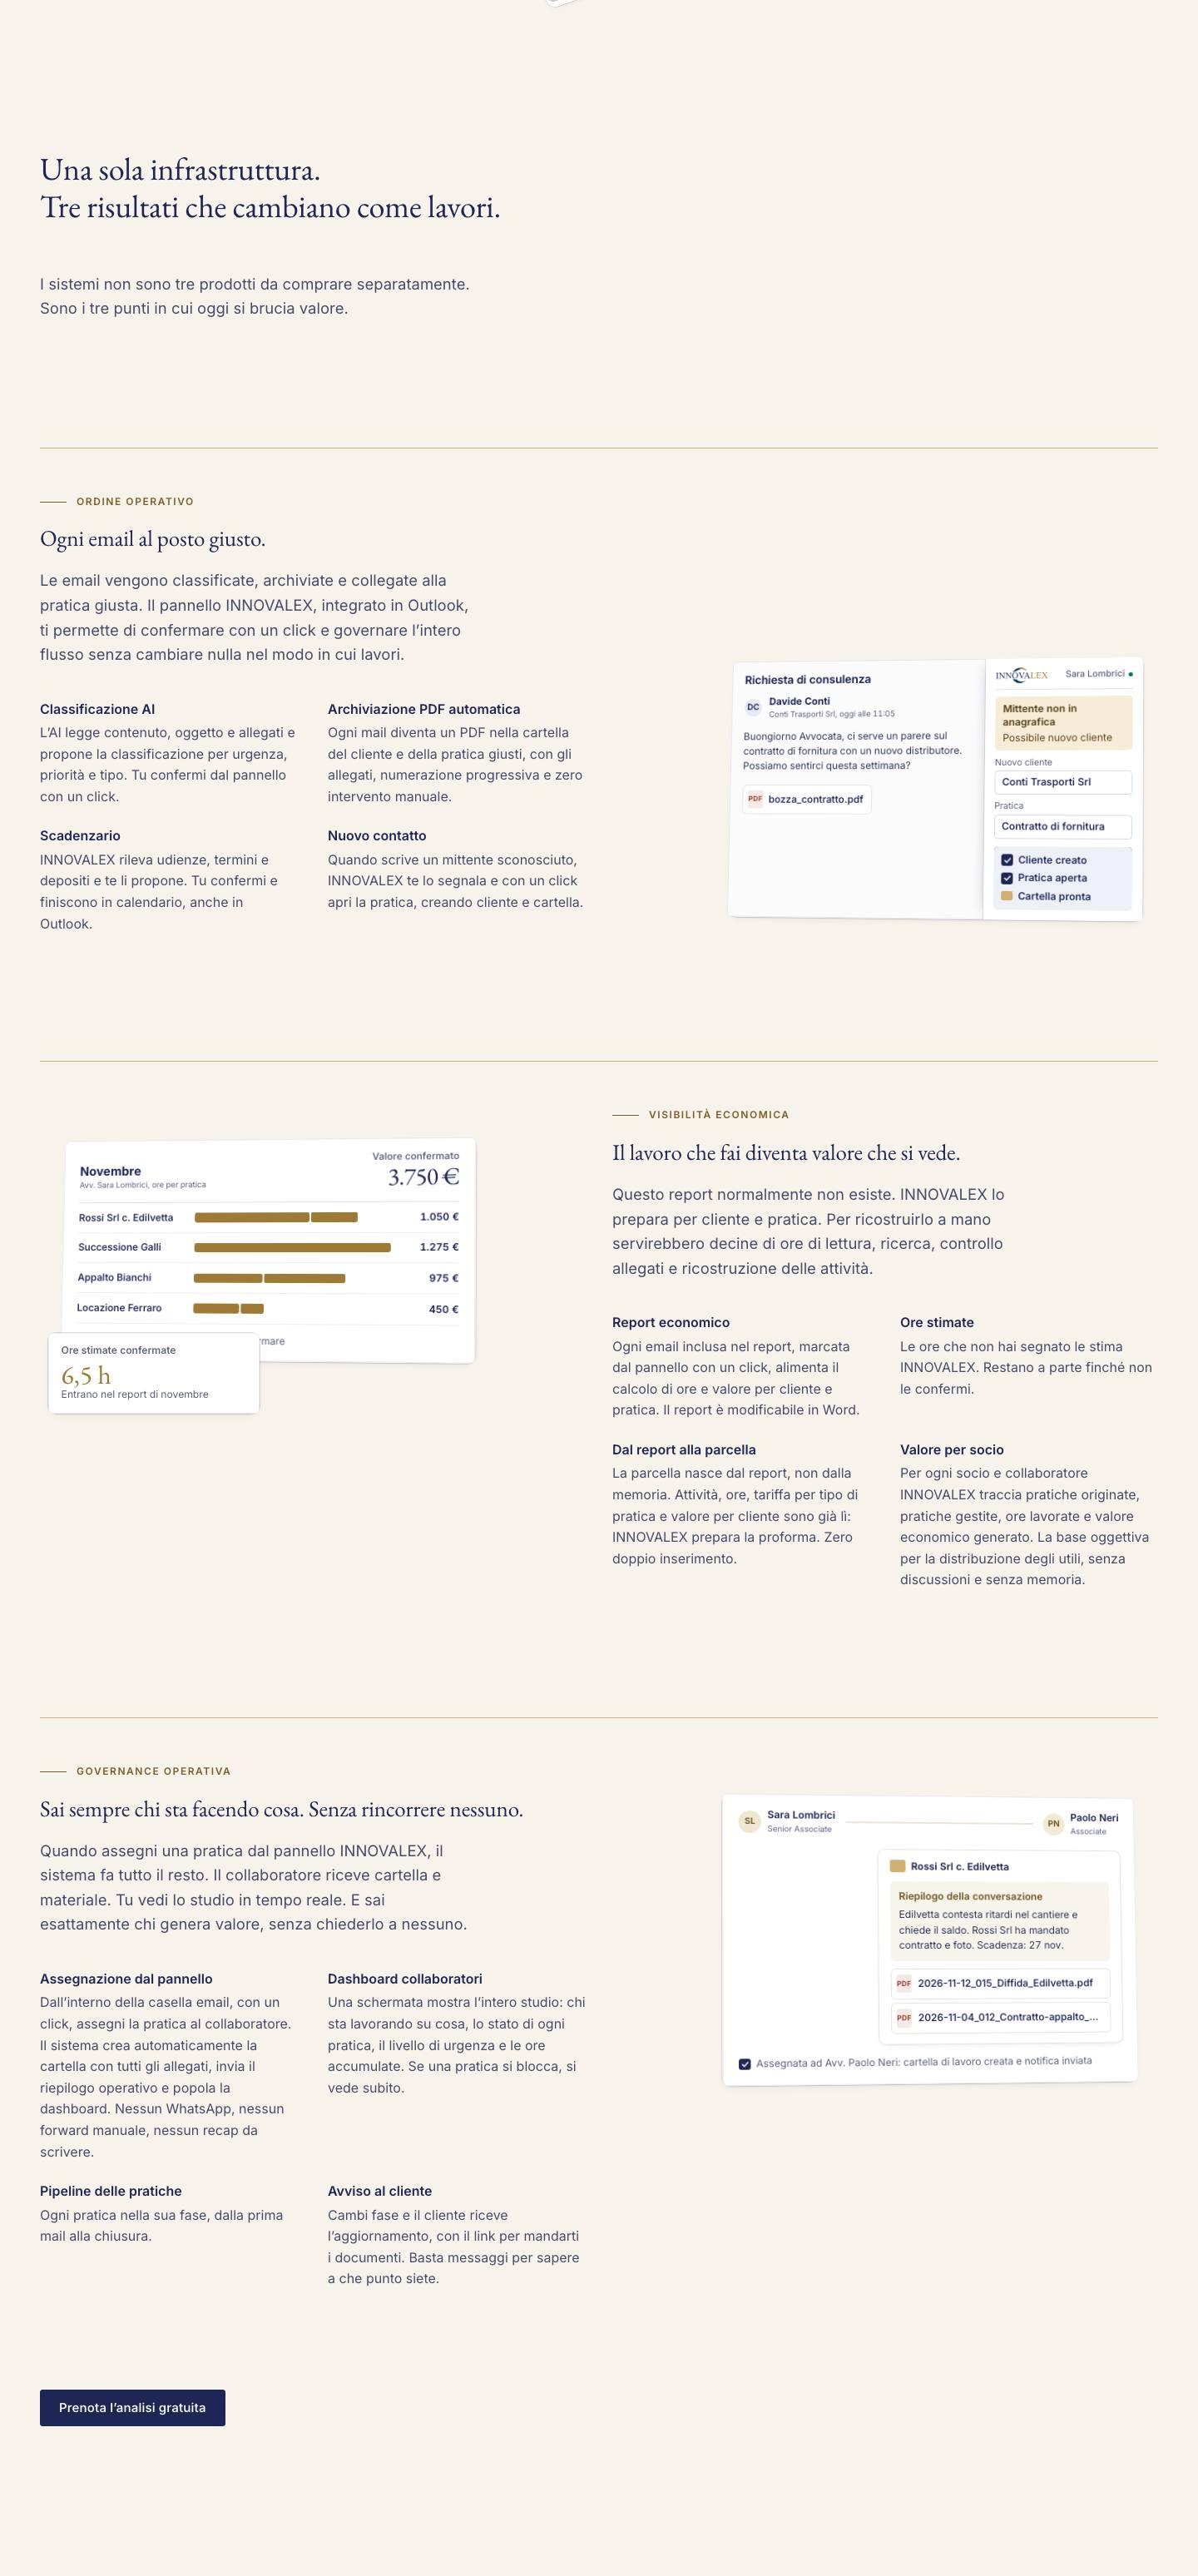 Una sola infrastruttura.
Tre risultati che cambiano come lavori.
I sistemi non sono tre prodotti da comprare separatamente.
Sono i tre punti in cui oggi si brucia valore.
ORDINE OPERATIVO
Ogni email al posto giusto.
Le email vengono classificate, archiviate e collegate alla
pratica giusta. Il pannello INNOVALEX, integrato in Outlook,
ti permette di confermare con un click e governare l’intero
flusso senza cambiare nulla nel modo in cui lavori.
Classificazione AI
L’AI legge contenuto, oggetto e allegati e
propone la classificazione per urgenza,
priorità e tipo. Tu confermi dal pannello
con un click.
Archiviazione PDF automatica
Ogni mail diventa un PDF nella cartella
del cliente e della pratica giusti, con gli
allegati, numerazione progressiva e zero
intervento manuale.
Scadenzario
INNOVALEX rileva udienze, termini e
depositi e te li propone. Tu confermi e
finiscono in calendario, anche in
Outlook.
Nuovo contatto
Quando scrive un mittente sconosciuto,
INNOVALEX te lo segnala e con un click
apri la pratica, creando cliente e cartella.
Richiesta di consulenza
DC
Davide Conti
Conti Trasporti Srl, oggi alle 11:05
Buongiorno Avvocata, ci serve un parere sul
contratto di fornitura con un nuovo distributore.
Possiamo sentirci questa settimana?
PDF bozza_contratto.pdf
INNOVALEX
Sara Lombrici
Mittente non in
anagrafica
Possibile nuovo cliente
Nuovo cliente
Conti Trasporti Srl
Pratica
Contratto di fornitura
Cliente creato
Pratica aperta
Cartella pronta
Novembre
Avv. Sara Lombrici, ore per pratica
Valore confermato
3.750 €
Rossi Srl c. Edilvetta 1.050 €
Successione Galli 1.275 €
Appalto Bianchi 975 €
Locazione Ferraro 450 €
rmare
Ore stimate confermate
6,5 h
Entrano nel report di novembre
VISIBILITÀ ECONOMICA
Il lavoro che fai diventa valore che si vede.
Questo report normalmente non esiste. INNOVALEX lo
prepara per cliente e pratica. Per ricostruirlo a mano
servirebbero decine di ore di lettura, ricerca, controllo
allegati e ricostruzione delle attività.
Report economico
Ogni email inclusa nel report, marcata
dal pannello con un click, alimenta il
calcolo di ore e valore per cliente e
pratica. Il report è modificabile in Word.
Ore stimate
Le ore che non hai segnato le stima
INNOVALEX. Restano a parte finché non
le confermi.
Dal report alla parcella
La parcella nasce dal report, non dalla
memoria. Attività, ore, tariffa per tipo di
pratica e valore per cliente sono già lì:
INNOVALEX prepara la proforma. Zero
doppio inserimento.
Valore per socio
Per ogni socio e collaboratore
INNOVALEX traccia pratiche originate,
pratiche gestite, ore lavorate e valore
economico generato. La base oggettiva
per la distribuzione degli utili, senza
discussioni e senza memoria.
GOVERNANCE OPERATIVA
Sai sempre chi sta facendo cosa. Senza rincorrere nessuno.
Quando assegni una pratica dal pannello INNOVALEX, il
sistema fa tutto il resto. Il collaboratore riceve cartella e
materiale. Tu vedi lo studio in tempo reale. E sai
esattamente chi genera valore, senza chiederlo a nessuno.
Assegnazione dal pannello
Dall’interno della casella email, con un
click, assegni la pratica al collaboratore.
Il sistema crea automaticamente la
cartella con tutti gli allegati, invia il
riepilogo operativo e popola la
dashboard. Nessun WhatsApp, nessun
forward manuale, nessun recap da
scrivere.
Dashboard collaboratori
Una schermata mostra l’intero studio: chi
sta lavorando su cosa, lo stato di ogni
pratica, il livello di urgenza e le ore
accumulate. Se una pratica si blocca, si
vede subito.
Pipeline delle pratiche
Ogni pratica nella sua fase, dalla prima
mail alla chiusura.
Avviso al cliente
Cambi fase e il cliente riceve
l’aggiornamento, con il link per mandarti
i documenti. Basta messaggi per sapere
a che punto siete.
SL
Sara Lombrici
Senior Associate
PN
Paolo Neri
Associate
Rossi Srl c. Edilvetta
Riepilogo della conversazione
Edilvetta contesta ritardi nel cantiere e
chiede il saldo. Rossi Srl ha mandato
contratto e foto. Scadenza: 27 nov.
PDF 2026-11-12_015_Diffida_Edilvetta.pdf
PDF 2026-11-04_012_Contratto-appalto_...
Assegnata ad Avv. Paolo Neri: cartella di lavoro creata e notifica inviata
Prenota l’analisi gratuita